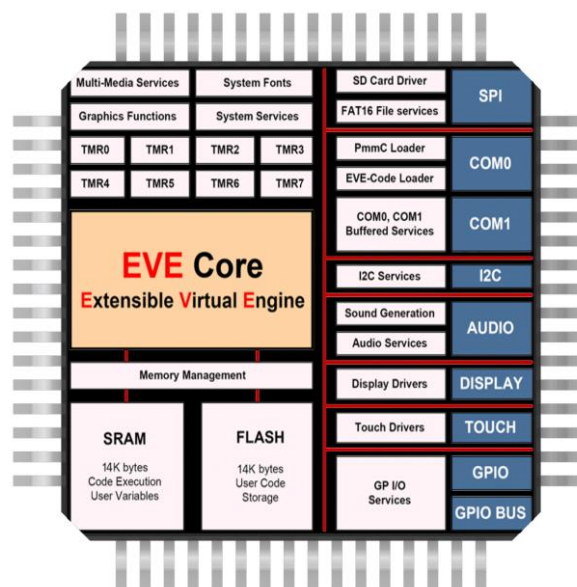 Multi-Media Services
System Fonts
Graphics Functions
System Services
TMR0
TMR1
TMR2
TMR3
TMR4
TMR5
TMR6
TMR7
EVE Core
Extensible Virtual Engine
Memory Management
SRAM
14K bytes
Code Execution
User Variables
FLASH
14K bytes
User Code
Storage
SD Card Driver
FAT16 File services
SPI
PmmC Loader
EVE-Code Loader
COM0
COM0, COM1
Buffered Services
COM1
I2C Services
I2C
Sound Generation
Audio Services
AUDIO
Display Drivers
DISPLAY
Touch Drivers
TOUCH
GP I/O
Services
GPIO
GPIO BUS